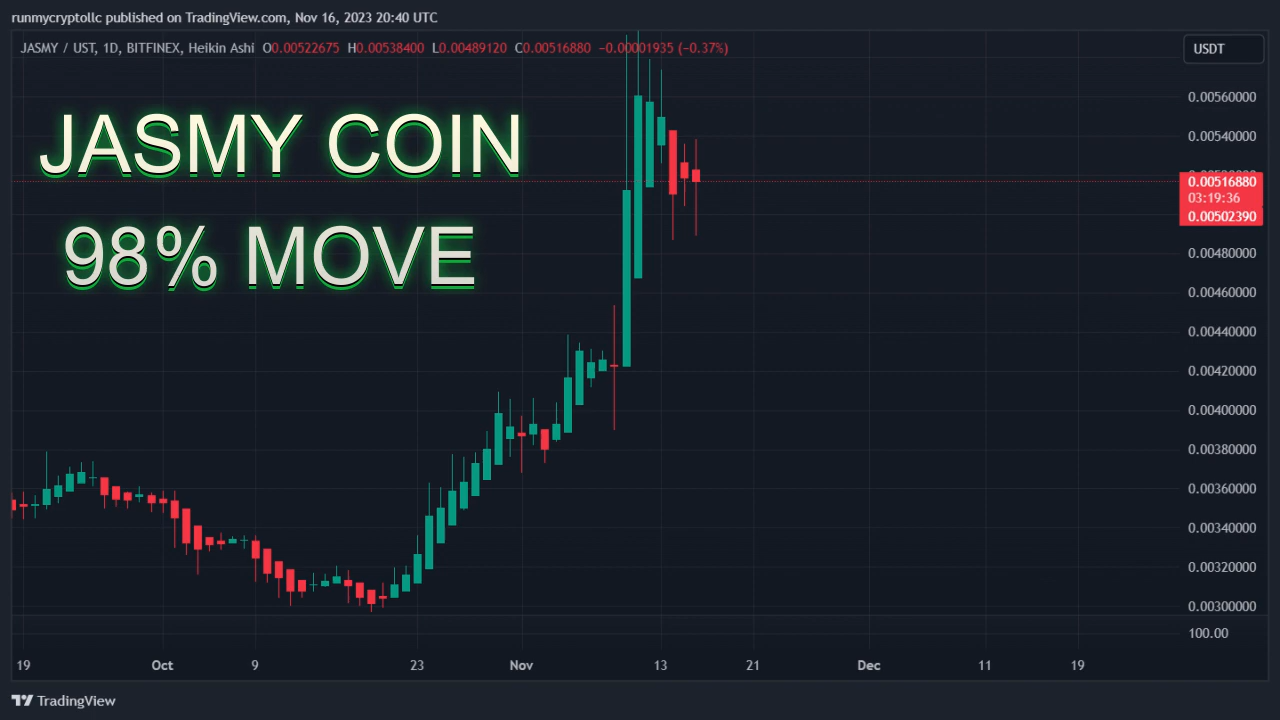 runmycryptollc published on TradingView.com, Nov 16, 2023 20:40 UTC
JASMY / UST, 1D, BITFINEX, Heikin Ashi O0.00522675 H0.00538400 L0.00489120 C0.00516880 −0.00001935 (−0.37%)
USDT
JASMY COIN
98% MOVE
0.00560000
0.00540000
0.00516880
03:19:36
0.00502390
0.00480000
0.00460000
0.00440000
0.00420000
0.00400000
0.00380000
0.00360000
0.00340000
0.00320000
0.00300000
100.00
19 Oct 9 23 Nov 13 21 Dec 11 19
TradingView